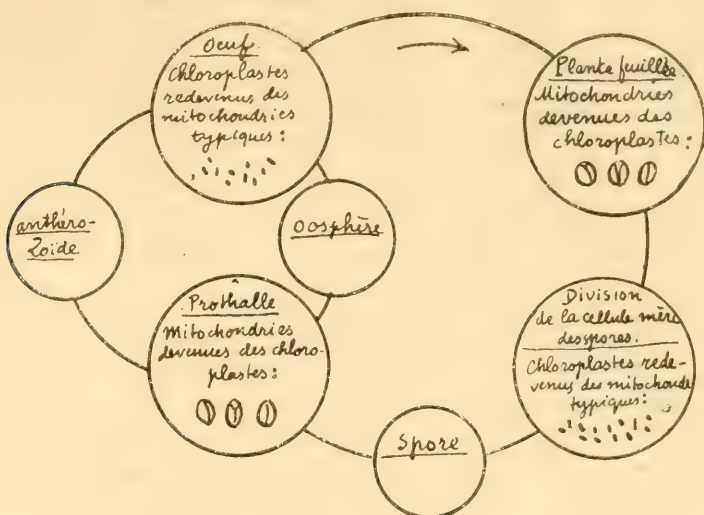 Oeuf.
Chloroplastes
redevenus des
mitochondries
typiques :
Plante feuillée
Mitochondries
devenues des
chloroplastes :
anthéro-
Zoïde
oosphère
Prothalle
Mitochondries
devenues des chloro-
plastes :
Division
de la cellule mère
des spores.
Chloroplastes rede-
venus des mitochond
typiques :
Spore